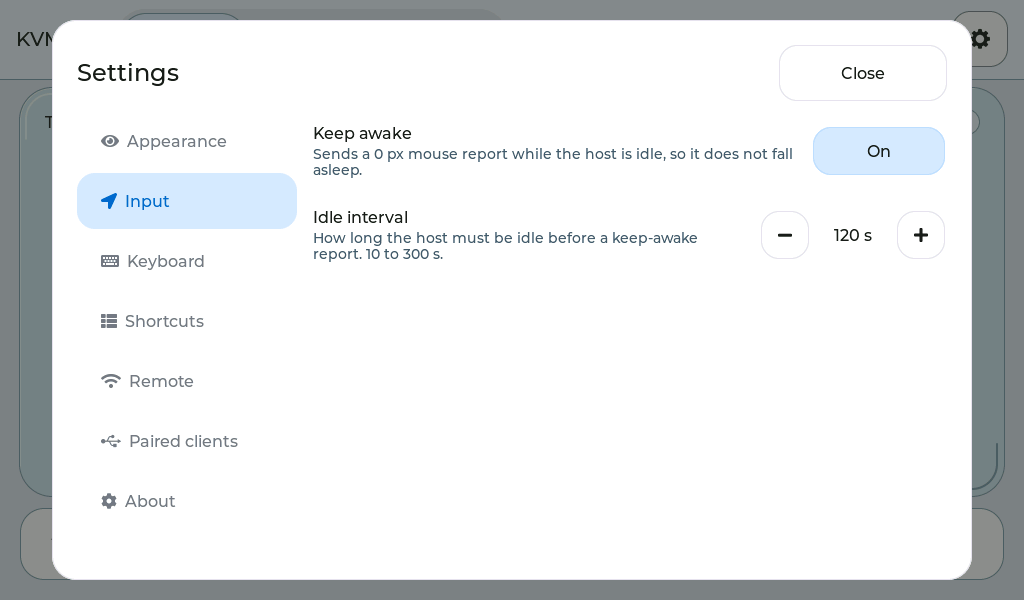 Settings
Close
Appearance
Input
Keyboard
Shortcuts
Remote
Paired clients
About
Keep awake
Sends a 0 px mouse report while the host is idle, so it does not fall
asleep.
On
Idle interval
How long the host must be idle before a keep-awake
report. 10 to 300 s.
120 s